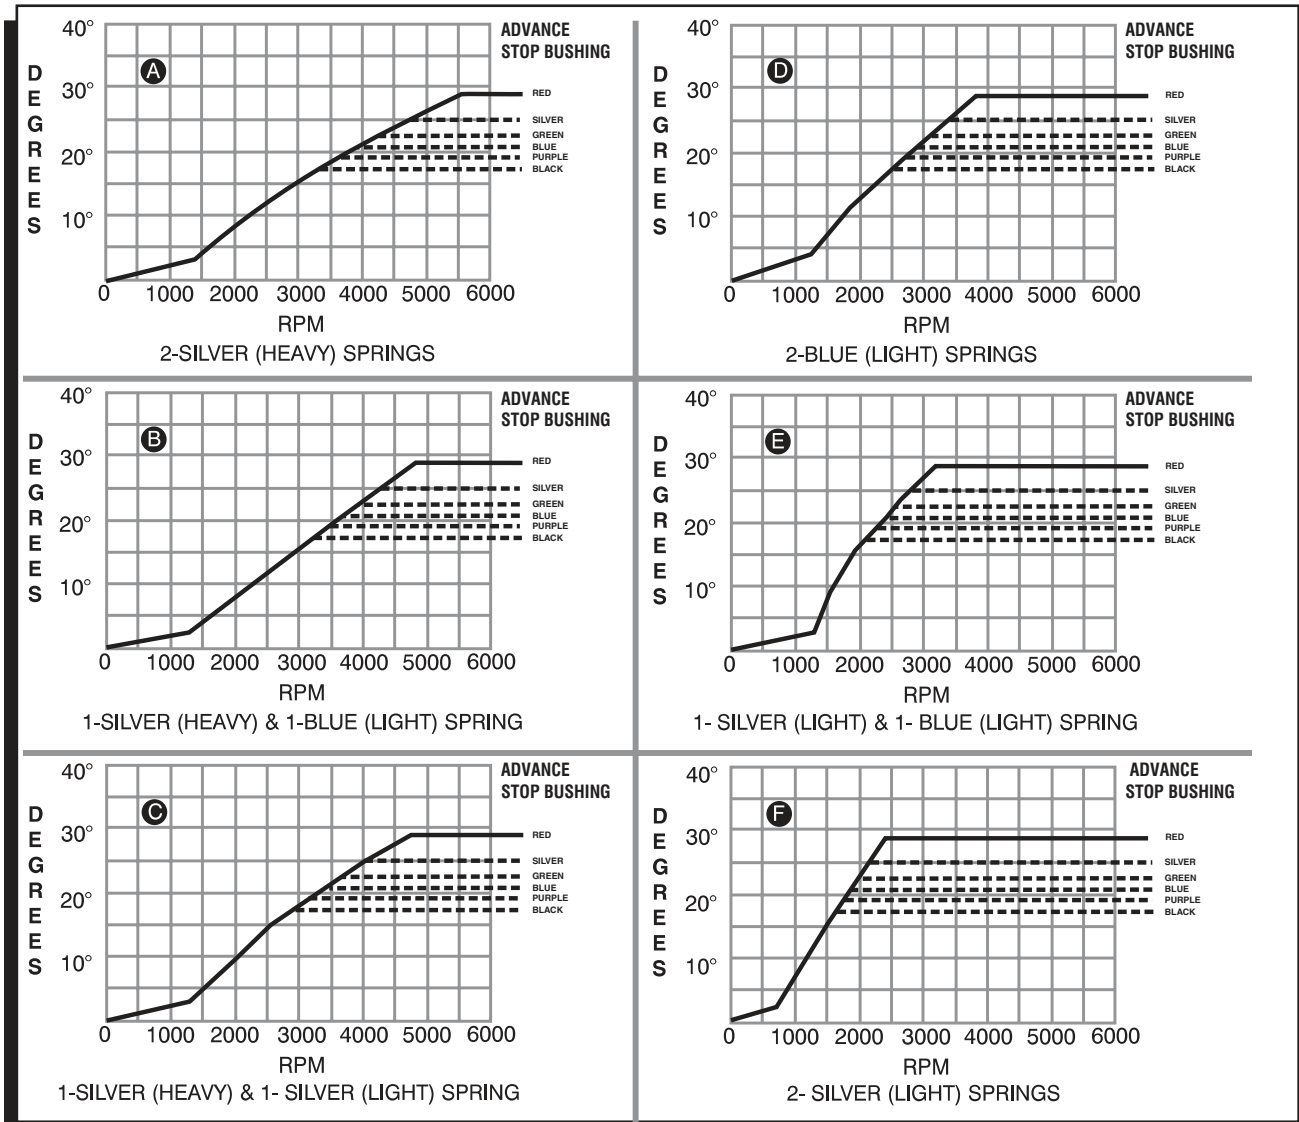 ADVANCE
STOP BUSHING
40°
30°
20°
10°
DEGREES
A
RED
SILVER
GREEN
BLUE
PURPLE
BLACK
0 1000 2000 3000 4000 5000 6000
RPM
2-SILVER (HEAVY) SPRINGS
ADVANCE
STOP BUSHING
40°
30°
20°
10°
DEGREES
D
RED
SILVER
GREEN
BLUE
PURPLE
BLACK
0 1000 2000 3000 4000 5000 6000
RPM
2-BLUE (LIGHT) SPRINGS
ADVANCE
STOP BUSHING
40°
30°
20°
10°
DEGREES
B
RED
SILVER
GREEN
BLUE
PURPLE
BLACK
0 1000 2000 3000 4000 5000 6000
RPM
1-SILVER (HEAVY) & 1-BLUE (LIGHT) SPRING
ADVANCE
STOP BUSHING
40°
30°
20°
10°
DEGREES
E
RED
SILVER
GREEN
BLUE
PURPLE
BLACK
0 1000 2000 3000 4000 5000 6000
RPM
1- SILVER (LIGHT) & 1- BLUE (LIGHT) SPRING
ADVANCE
STOP BUSHING
40°
30°
20°
10°
DEGREES
C
RED
SILVER
GREEN
BLUE
PURPLE
BLACK
0 1000 2000 3000 4000 5000 6000
RPM
1-SILVER (HEAVY) & 1- SILVER (LIGHT) SPRING
ADVANCE
STOP BUSHING
40°
30°
20°
10°
DEGREES
F
RED
SILVER
GREEN
BLUE
PURPLE
BLACK
0 1000 2000 3000 4000 5000 6000
RPM
2- SILVER (LIGHT) SPRINGS